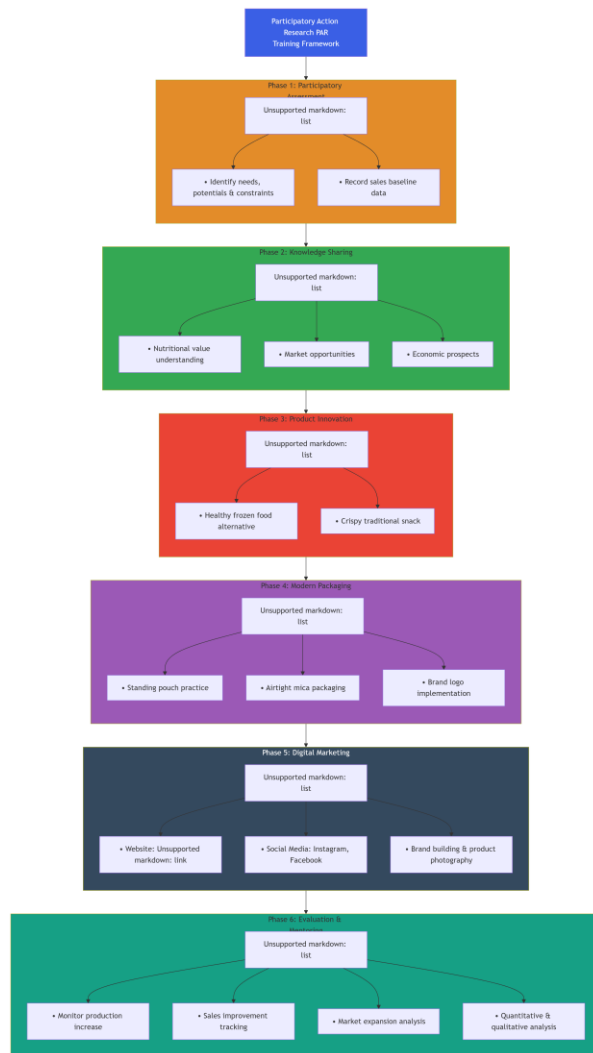 Participatory Action
Research PAR
Training Framework
Phase 1: Participatory
Assessment
Unsupported markdown:
list
• Identify needs,
potentials & constraints
• Record sales baseline
data
Phase 2: Knowledge Sharing
Unsupported markdown:
list
• Nutritional value
understanding
• Market opportunities
• Economic prospects
Phase 3: Product Innovation
Unsupported markdown:
list
• Healthy frozen food
alternative
• Crispy traditional snack
Phase 4: Modern Packaging
Unsupported markdown:
list
• Standing pouch practice
• Airtight mica packaging
• Brand logo
implementation
Phase 5: Digital Marketing
Unsupported markdown:
list
• Website: Unsupported
markdown: link
• Social Media: Instagram,
Facebook
• Brand building & product
photography
Phase 6: Evaluation &
Mentoring
Unsupported markdown:
list
• Monitor production
increase
• Sales improvement
tracking
• Market expansion analysis
• Quantitative &
qualitative analysis